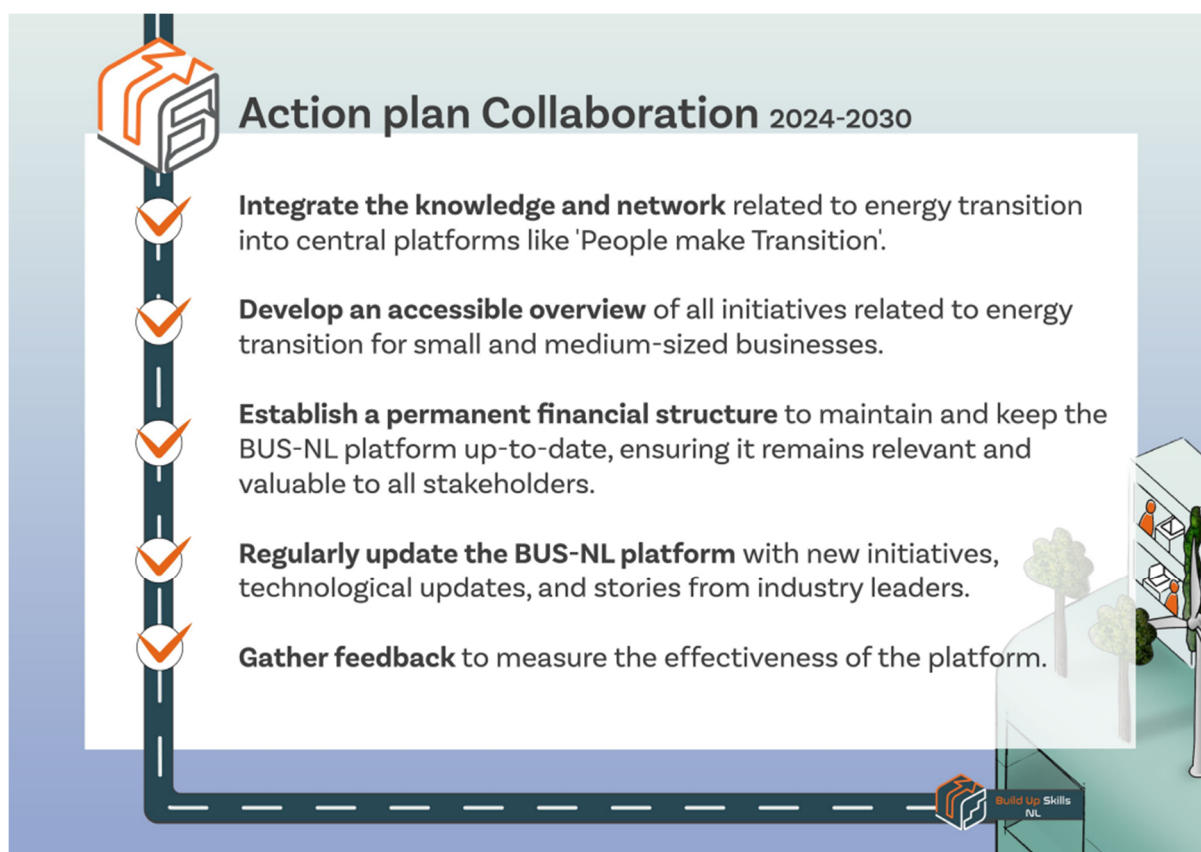 Action plan Collaboration 2024-2030
Integrate the knowledge and network related to energy transition
into central platforms like 'People make Transition'.
Develop an accessible overview of all initiatives related to energy
transition for small and medium-sized businesses.
Establish a permanent financial structure to maintain and keep the
BUS-NL platform up-to-date, ensuring it remains relevant and
valuable to all stakeholders.
Regularly update the BUS-NL platform with new initiatives,
technological updates, and stories from industry leaders.
Gather feedback to measure the effectiveness of the platform.
Build Up Skills
NL